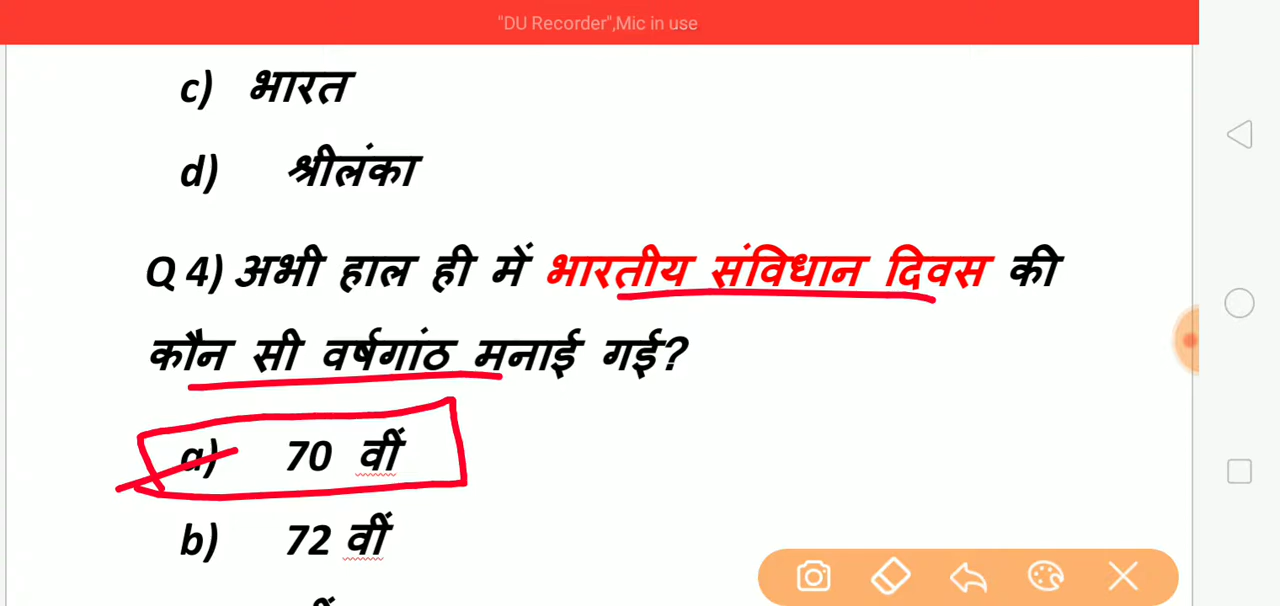 "DU Recorder",Mic in use
c) भारत
d) श्रीलंका
Q 4) अभी हाल ही में भारतीय संविधान दिवस की
कौन सी वर्षगांठ मनाई गई?
a) 70 वीं
b) 72 वीं